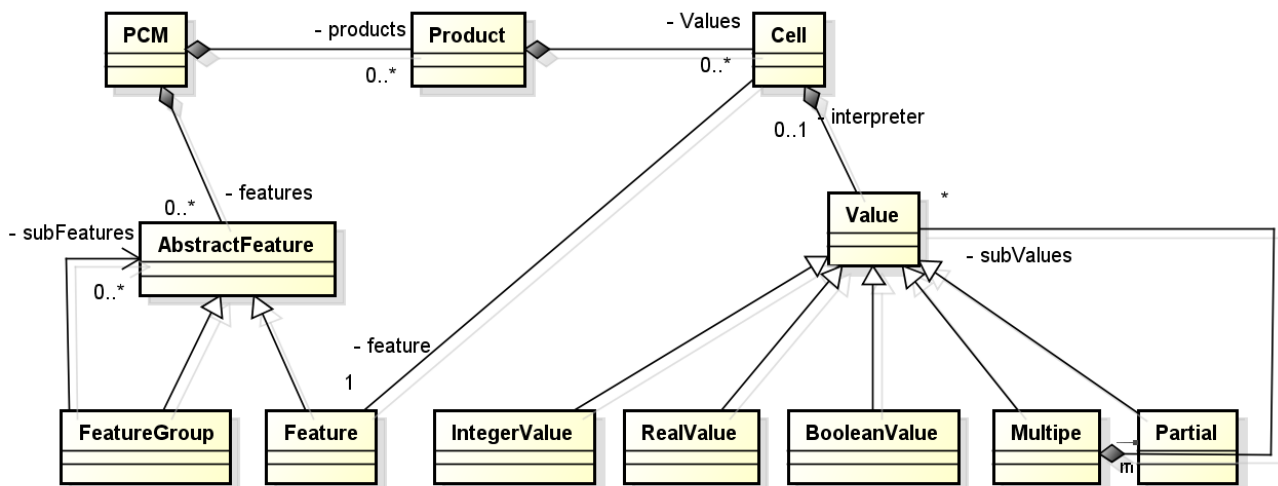 PCM
- products
0..*
Product
- Values
0..*
Cell
0..1
- interpreter
- features
0..*
- subFeatures
0..*
AbstractFeature
Value
*
- subValues
- feature
1
FeatureGroup
Feature
IntegerValue
RealValue
BooleanValue
Multipe
Partial
m